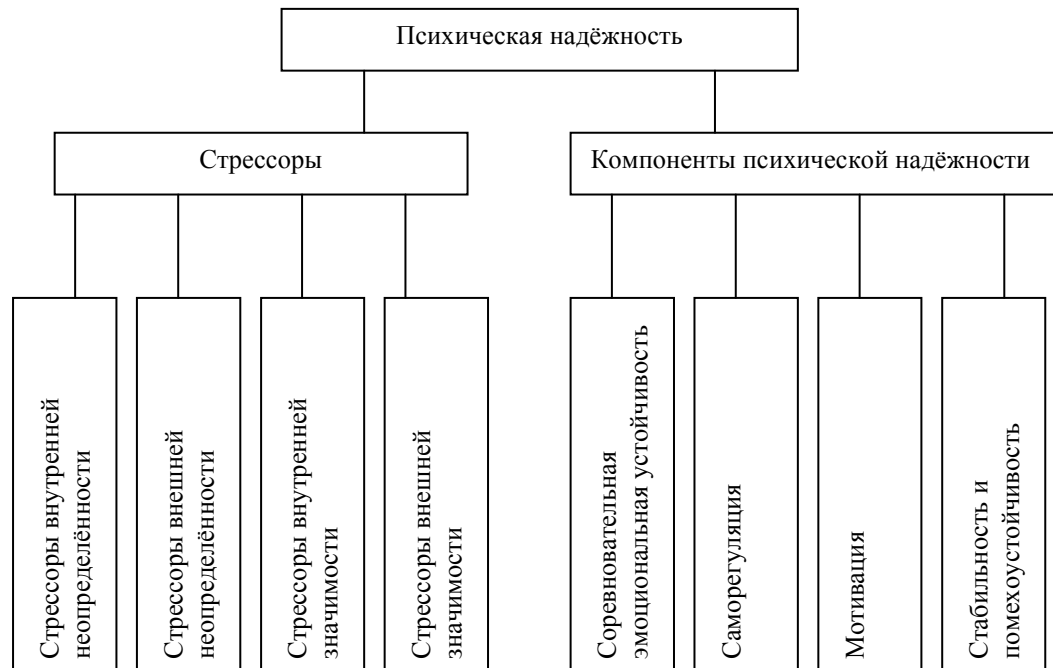 Психическая надёжность
Стрессоры
Компоненты психической надёжности
Стрессоры внутренней
неопределённости
Стрессоры внешней
неопределённости
Стрессоры внутренней
значимости
Стрессоры внешней
значимости
Соревновательная
эмоциональная устойчивость
Саморегуляция
Мотивация
Стабильность и
помехоустойчивость